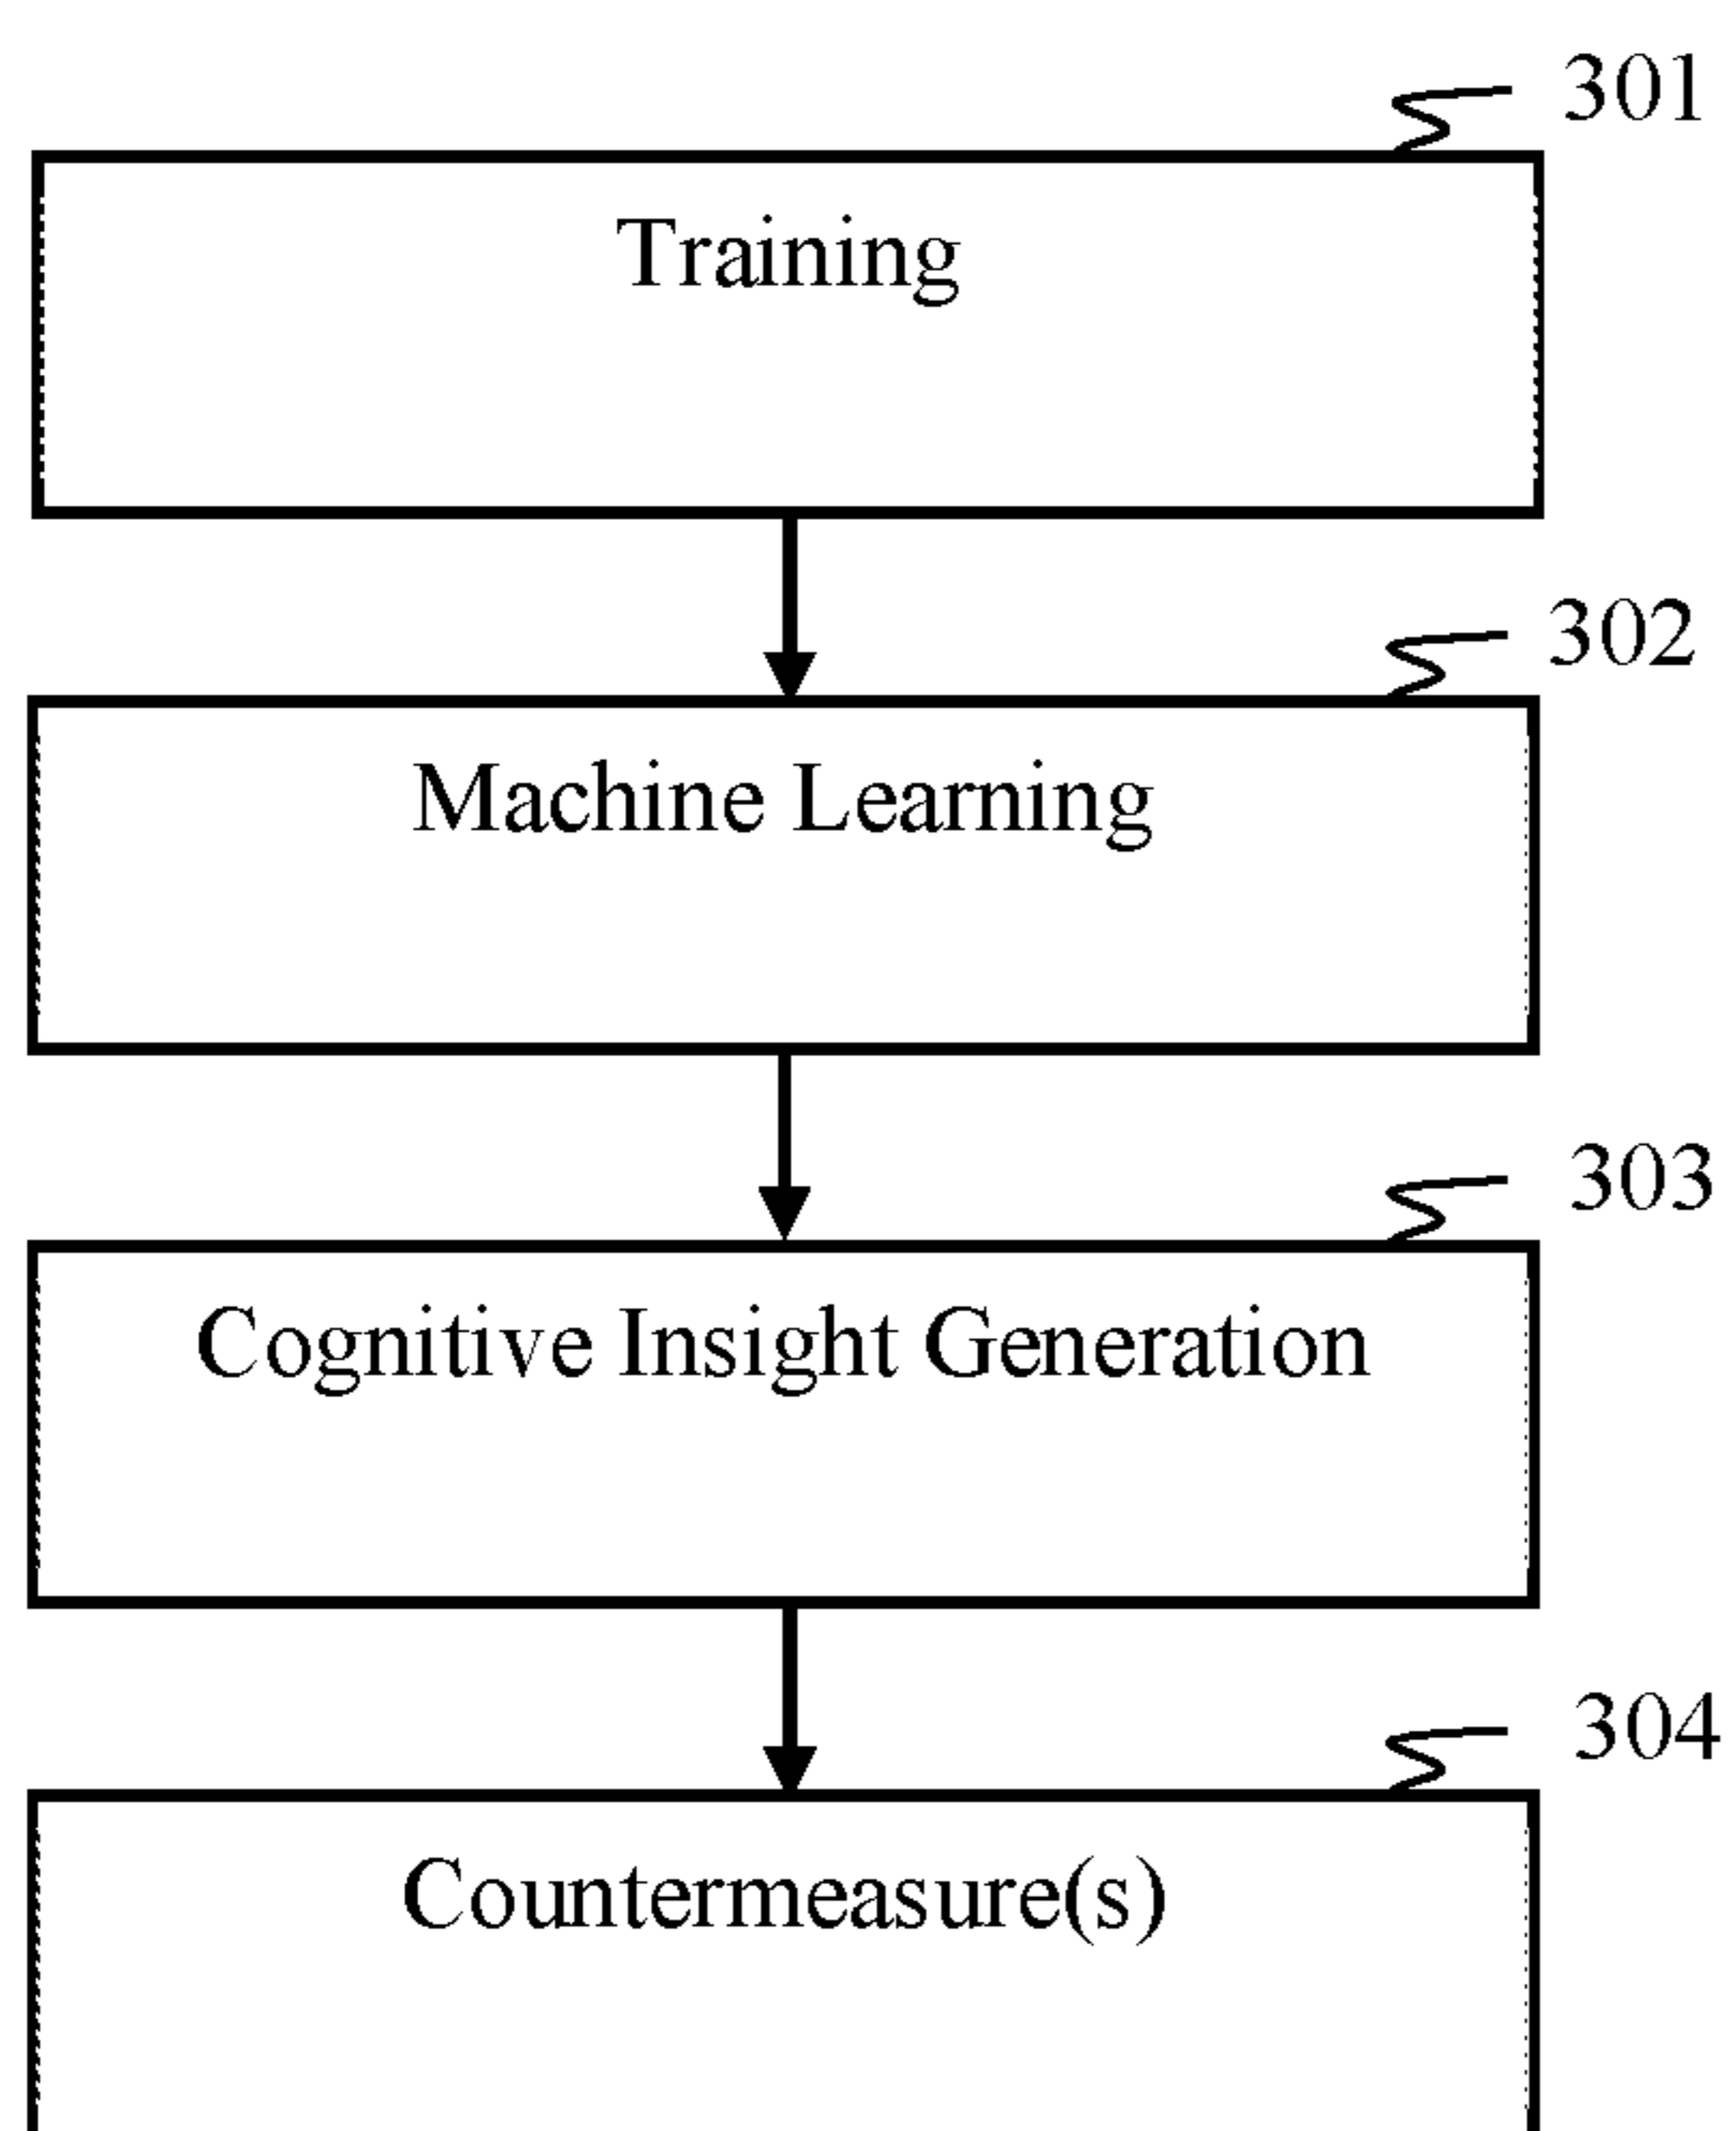 301
Training
302
Machine Learning
303
Cognitive Insight Generation
304
Countermeasure(s)